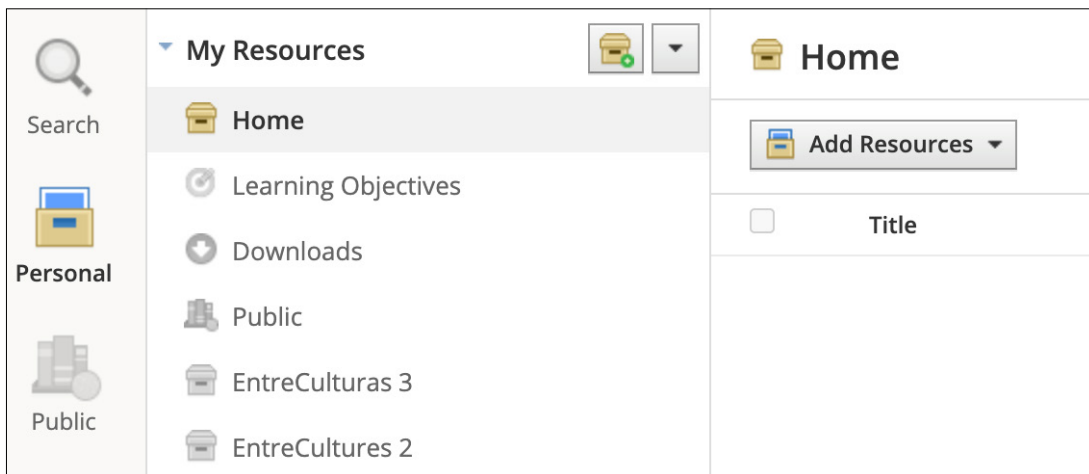 Search
Personal
Public
My Resources
Home
Learning Objectives
Downloads
Public
EntreCulturas 3
EntreCultures 2
Home
Add Resources
Title